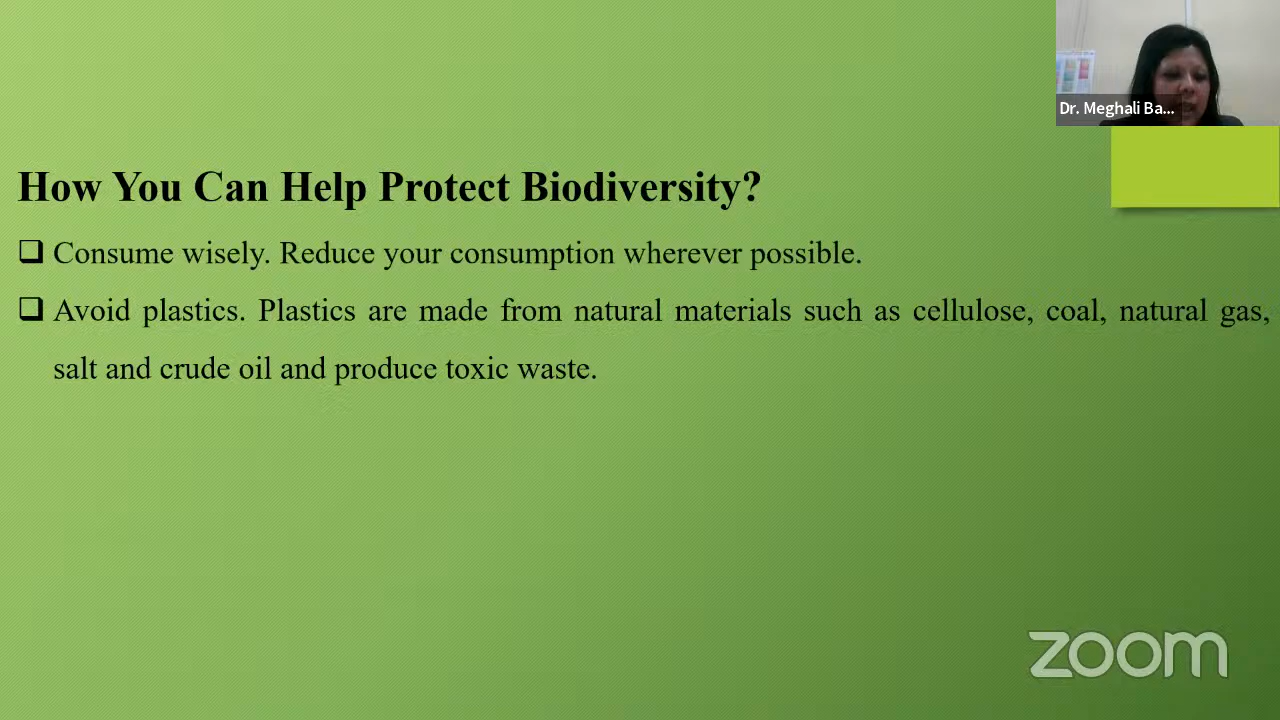 Dr. Meghali Ba...
How You Can Help Protect Biodiversity?
Consume wisely. Reduce your consumption wherever possible.
Avoid plastics. Plastics are made from natural materials such as cellulose, coal, natural gas,
salt and crude oil and produce toxic waste.
zoom